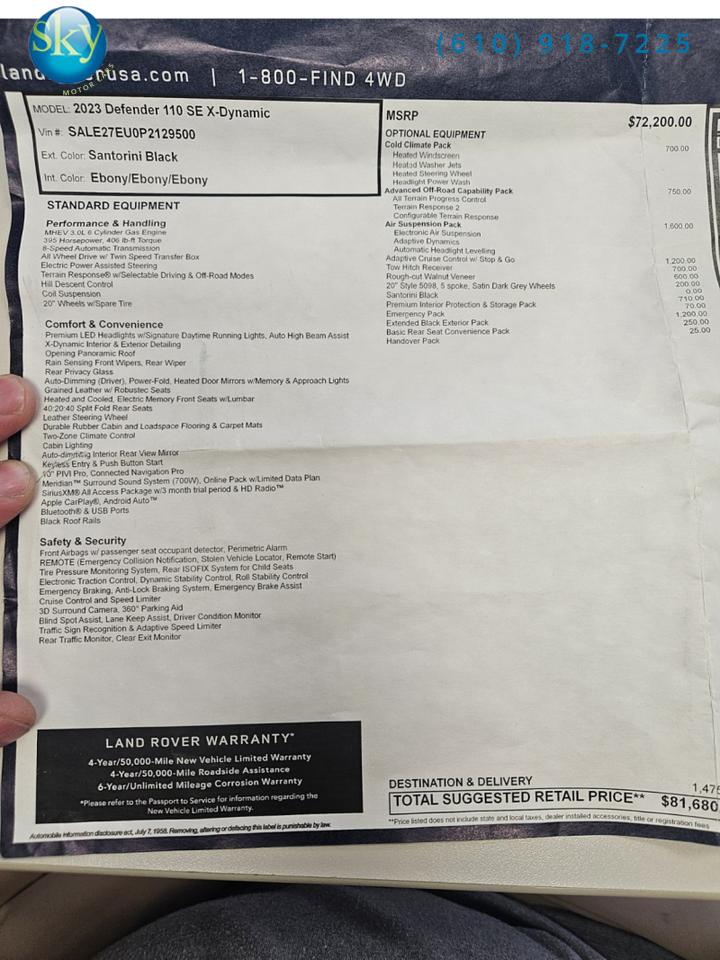 sky
MOTOR CARS
(610) 918-7225
usa.com | 1-800-FIND 4WD
MODEL: 2023 Defender 110 SE X-Dynamic
Vin #: SALE27EU0P2129500
Ext. Color: Santorini Black
Int. Color: Ebony/Ebony/Ebony
STANDARD EQUIPMENT
Performance & Handling
MHEV 3.0L 6 Cylinder Gas Engine
395 Horsepower, 406 lb-ft Torque
8-Speed Automatic Transmission
All Wheel Drive w/ Twin Speed Transfer Box
Electric Power Assisted Steering
Terrain Response® w/Selectable Driving & Off-Road Modes
Hill Descent Control
Coil Suspension
20" Wheels w/Spare Tire
Comfort & Convenience
Premium LED Headlights w/Signature Daytime Running Lights, Auto High Beam Assist
X-Dynamic Interior & Exterior Detailing
Opening Panoramic Roof
Rain Sensing Front Wipers, Rear Wiper
Rear Privacy Glass
Auto-Dimming (Driver), Power-Fold, Heated Door Mirrors w/Memory & Approach Lights
Grained Leather w/ Robustec Seats
Heated and Cooled, Electric Memory Front Seats w/Lumbar
40:20:40 Split Fold Rear Seats
Leather Steering Wheel
Durable Rubber Cabin and Loadspace Flooring & Carpet Mats
Two-Zone Climate Control
Cabin Lighting
Auto-dimming Interior Rear View Mirror
Keyless Entry & Push Button Start
10" PIVI Pro, Connected Navigation Pro
Meridian™ Surround Sound System (700W), Online Pack w/Limited Data Plan
SiriusXM® All Access Package w/3 month trial period & HD Radio™
Apple CarPlay®, Android Auto™
Bluetooth® & USB Ports
Black Roof Rails
Safety & Security
Front Airbags w/ passenger seat occupant detector, Perimetric Alarm
REMOTE (Emergency Collision Notification, Stolen Vehicle Locator, Remote Start)
Tire Pressure Monitoring System, Rear ISOFIX System for Child Seats
Electronic Traction Control, Dynamic Stability Control, Roll Stability Control
Emergency Braking, Anti-Lock Braking System, Emergency Brake Assist
Cruise Control and Speed Limiter
3D Surround Camera, 360° Parking Aid
Blind Spot Assist, Lane Keep Assist, Driver Condition Monitor
Traffic Sign Recognition & Adaptive Speed Limiter
Rear Traffic Monitor, Clear Exit Monitor
LAND ROVER WARRANTY*
4-Year/50,000-Mile New Vehicle Limited Warranty
4-Year/50,000-Mile Roadside Assistance
6-Year/Unlimited Mileage Corrosion Warranty
*Please refer to the Passport to Service for information regarding the
New Vehicle Limited Warranty.
Automobile information disclosure act, July 7, 1958. Removing, altering or defacing this label is punishable by law.
MSRP $72,200.00
OPTIONAL EQUIPMENT
Cold Climate Pack 700.00
Heated Windscreen
Heated Washer Jets
Heated Steering Wheel
Headlight Power Wash
Advanced Off-Road Capability Pack 750.00
All Terrain Progress Control
Terrain Response 2
Configurable Terrain Response
Air Suspension Pack 1,600.00
Electronic Air Suspension
Adaptive Dynamics
Automatic Headlight Levelling
Adaptive Cruise Control w/ Stop & Go 1,200.00
Tow Hitch Receiver 700.00
Rough-cut Walnut Veneer 600.00
20" Style 5098, 5 spoke, Satin Dark Grey Wheels 200.00
Santorini Black 0.00
Premium Interior Protection & Storage Pack 710.00
Emergency Pack 70.00
Extended Black Exterior Pack 1,200.00
Basic Rear Seat Convenience Pack 250.00
Handover Pack 25.00
DESTINATION & DELIVERY 1,475
TOTAL SUGGESTED RETAIL PRICE** $81,680
**Price listed does not include state and local taxes, dealer installed accessories, title or registration fees